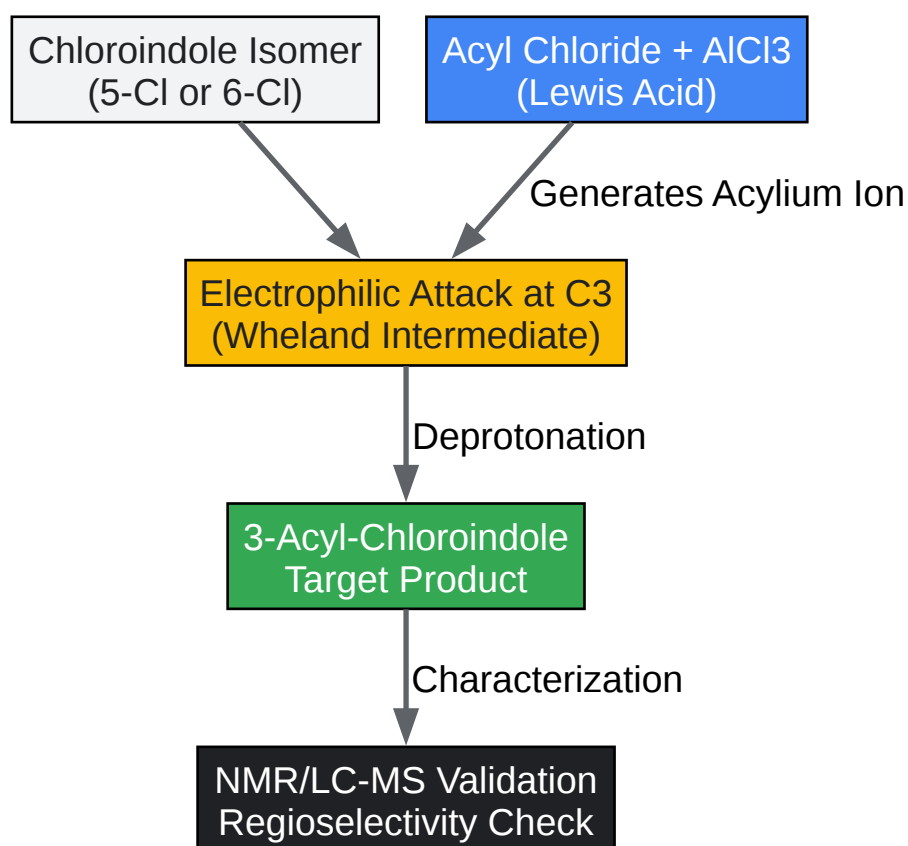 Chloroindole Isomer
(5-Cl or 6-Cl)
Acyl Chloride + AlCl3
(Lewis Acid)
Generates Acylium Ion
Electrophilic Attack at C3
(Wheland Intermediate)
Deprotonation
3-Acyl-Chloroindole
Target Product
Characterization
NMR/LC-MS Validation
Regioselectivity Check